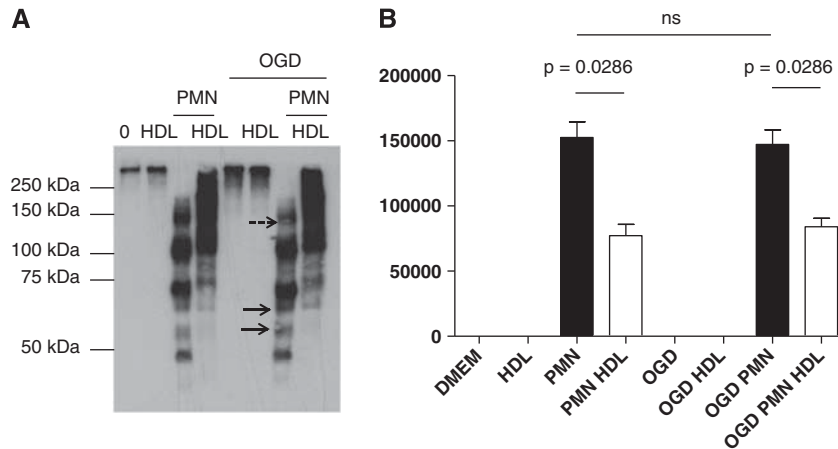 A
OGD
PMN
PMN
0 HDL HDL HDL HDL
250 kDa
150 kDa
100 kDa
75 kDa
50 kDa
B
ns
p = 0.0286
p = 0.0286
200000
150000
100000
50000
0
DMEM
HDL
PMN
PMN HDL
OGD
OGD HDL
OGD PMN
OGD PMN HDL